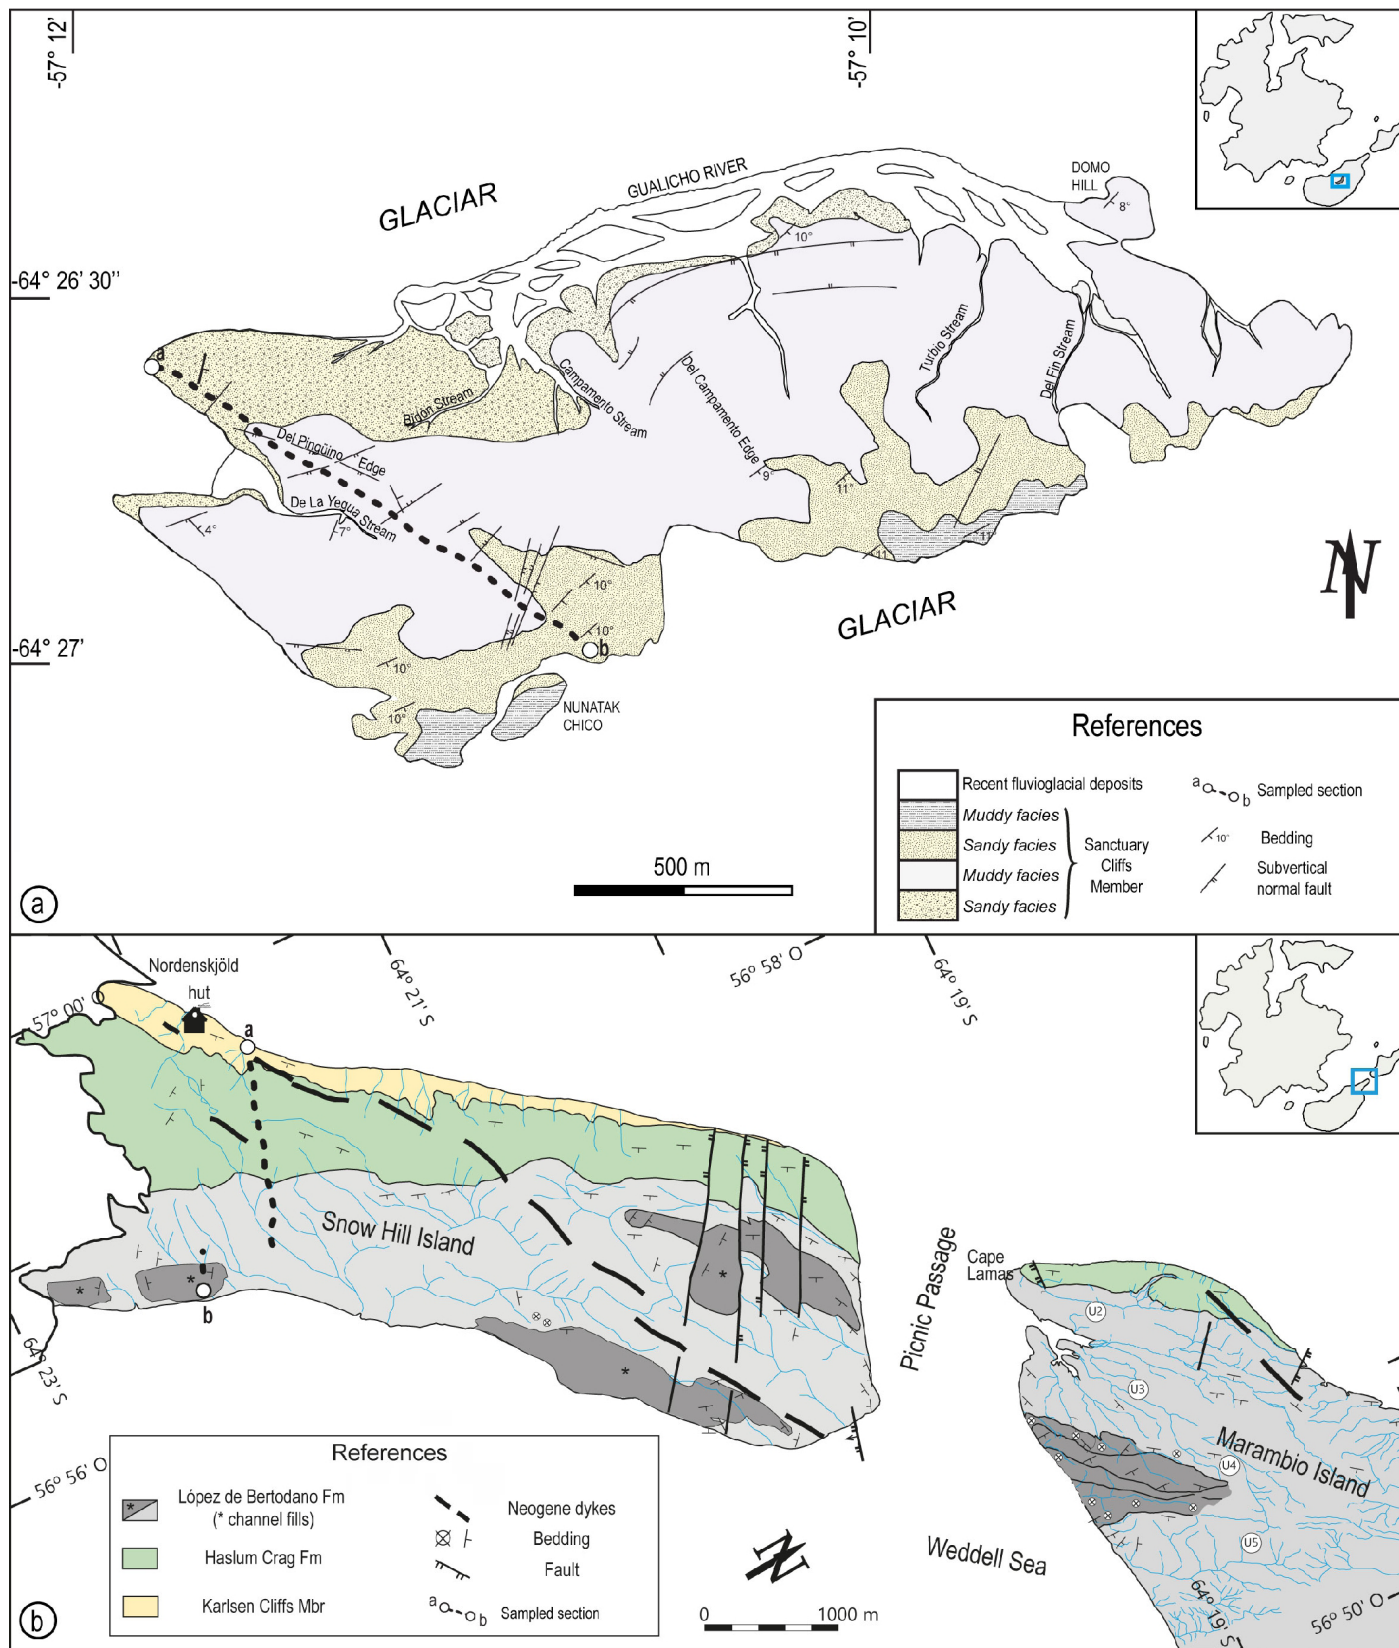 -57° 12'
-57° 10'
GLACIAR
GUALICHO RIVER
DOMO
HILL
8°
10°
-64° 26' 30"
a
Bidón Stream
Campamento Stream
Del Campamento Edge
Turbio Stream
Del Fin Stream
Del Pingüino Edge
De La Yegua Stream
4°
7°
9°
11°
11°
11
10°
10°
b
10°
10°
NUNATAK
CHICO
GLACIAR
N
-64° 27'
500 m
References
Recent fluvioglacial deposits
Muddy facies
Sandy facies
Muddy facies
Sandy facies
Sanctuary
Cliffs
Member
a b Sampled section
10° Bedding
Subvertical
normal fault
a
Nordenskjöld
hut
57° 00' O
64° 21' S
56° 58' O
64° 19' S
a
Snow Hill Island
*
*
*
*
b
Picnic Passage
Cape
Lamas
U2
U3
U4
U5
Marambio Island
Weddell Sea
64° 23' S
56° 56' O
64° 19' S
56° 50' O
N
0 1000 m
References
* López de Bertodano Fm
(* channel fills)
Haslum Crag Fm
Karlsen Cliffs Mbr
Neogene dykes
Bedding
Fault
a b Sampled section
b